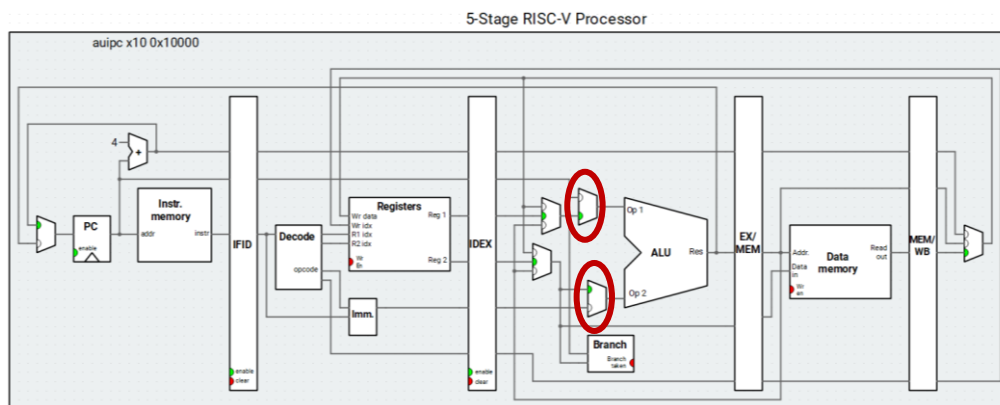 5-Stage RISC-V Processor
auipc x10 0x10000
4
+
PC
enable
Instr.
memory
addr
instr
IFID
enable
clear
Decode
opcode
Registers
Wr data
Wr idx
R1 idx
R2 idx
Wr
En
Reg 1
Reg 2
Imm.
IDEX
enable
clear
Op 1
Op 2
ALU
Res
Branch
Branch
taken
EX/
MEM
Addr.
Data
in
Wr
en
Data
memory
Read
out
MEM/
WB